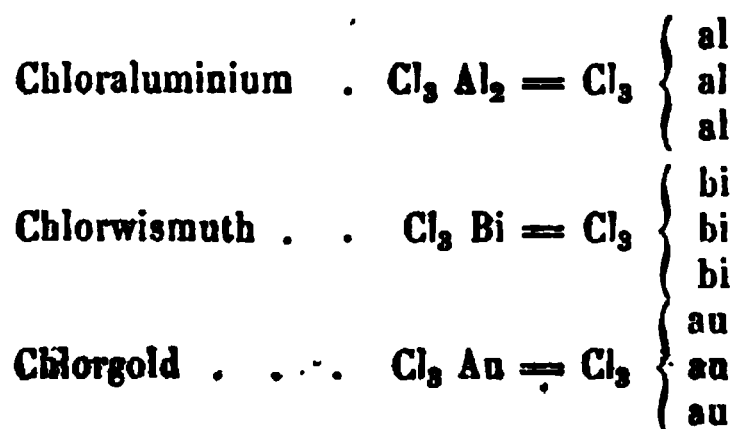 al
Chloraluminium . Cl₃ Al₂ = Cl₃ { al
al
bi
Chlorwismuth . . Cl₃ Bi = Cl₃ { bi
bi
au
Chlorgold . . . Cl₃ Au = Cl₃ { au
au